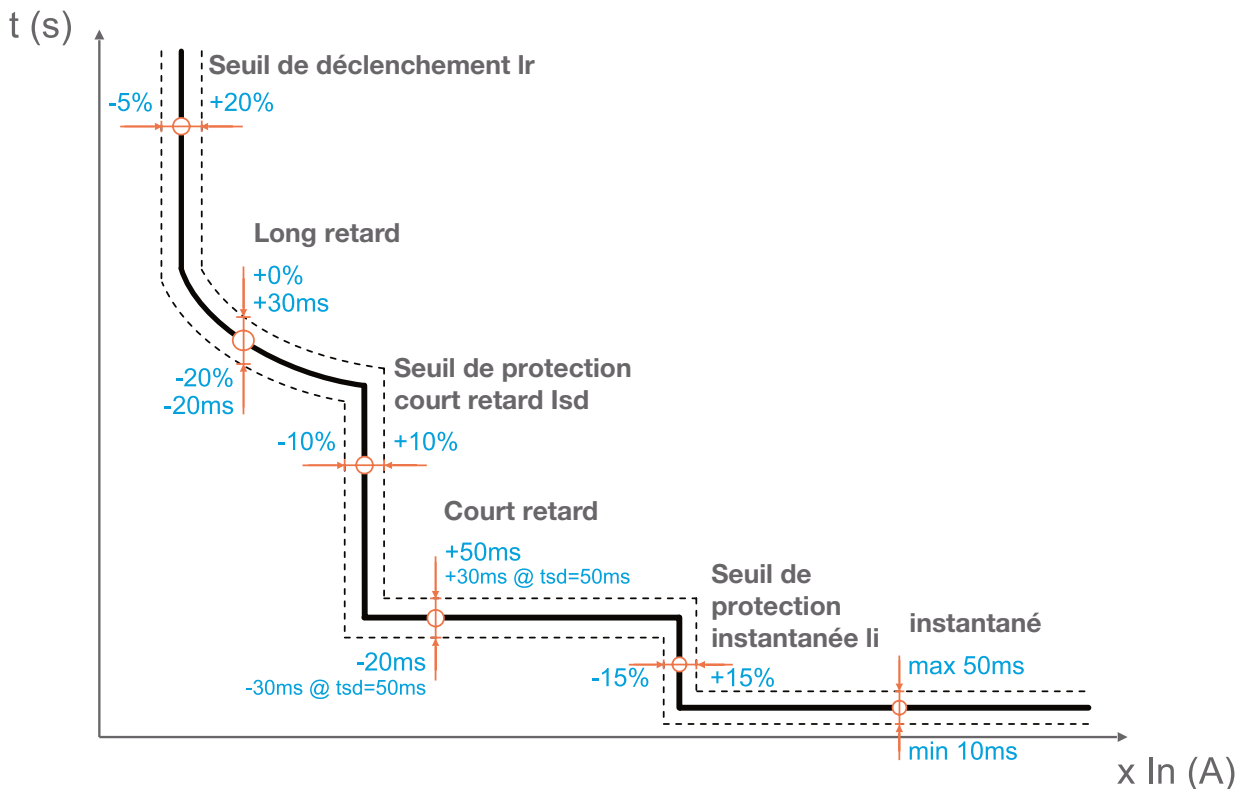 t (s)
Seuil de déclenchement Ir
-5%
+20%
Long retard
+0%
+30ms
-20%
-20ms
Seuil de protection
court retard Isd
-10%
+10%
Court retard
+50ms
+30ms @ tsd=50ms
-20ms
-30ms @ tsd=50ms
Seuil de
protection
instantanée Ii
-15%
+15%
instantané
max 50ms
min 10ms
x In (A)